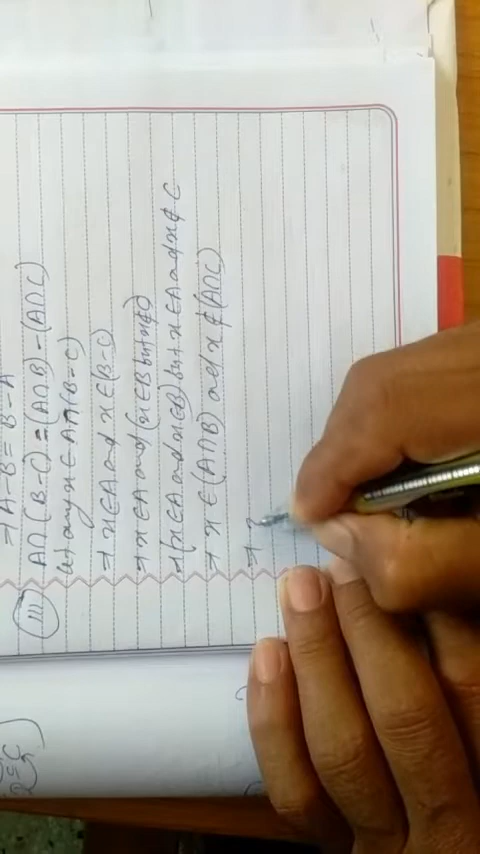 ⇒ A-B = B-A
(iii) A∩(B-C) = (A∩B) - (A∩C)
let any x ∈ A∩(B-C)
⇒ x ∈ A and x ∈ (B-C)
⇒ x ∈ A and (x ∈ B but x ∉ C)
⇒ (x ∈ A and x ∈ B) but x ∈ A and x ∉ C
⇒ x ∈ (A∩B) and x ∉ (A∩C)
⇒